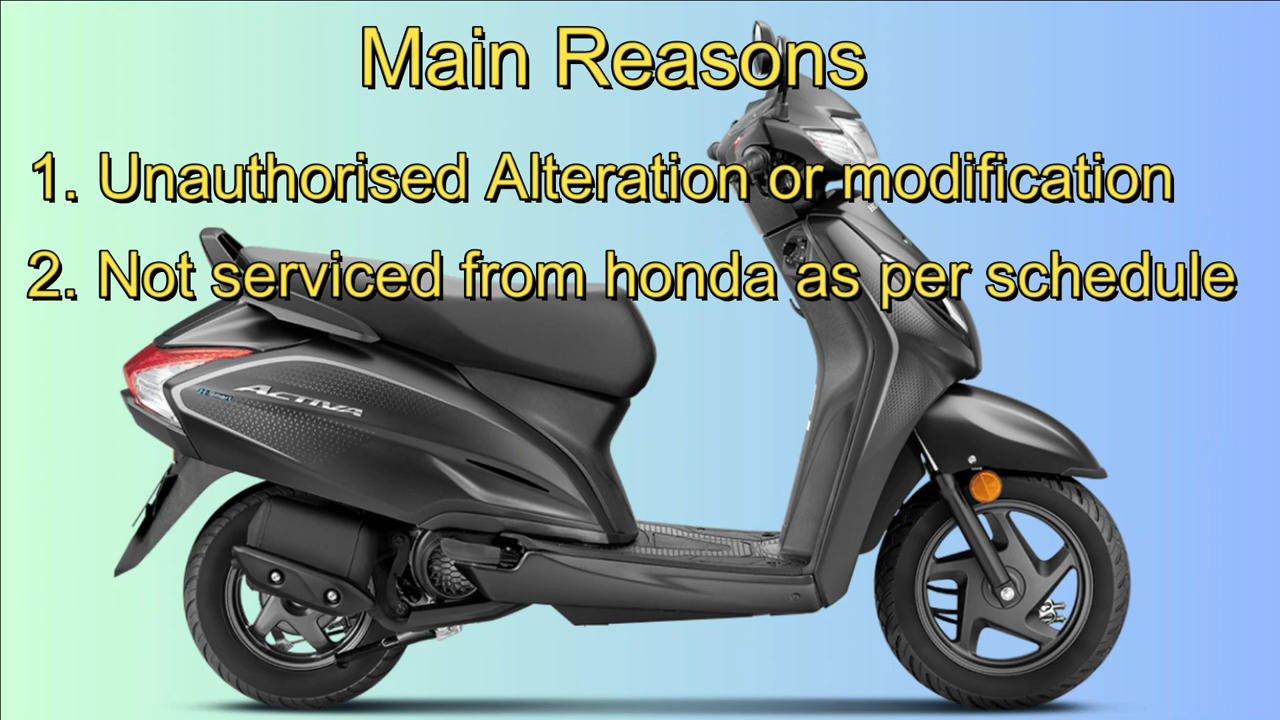 Main Reasons
1. Unauthorised Alteration or modification
2. Not serviced from honda as per schedule
ACTIVA